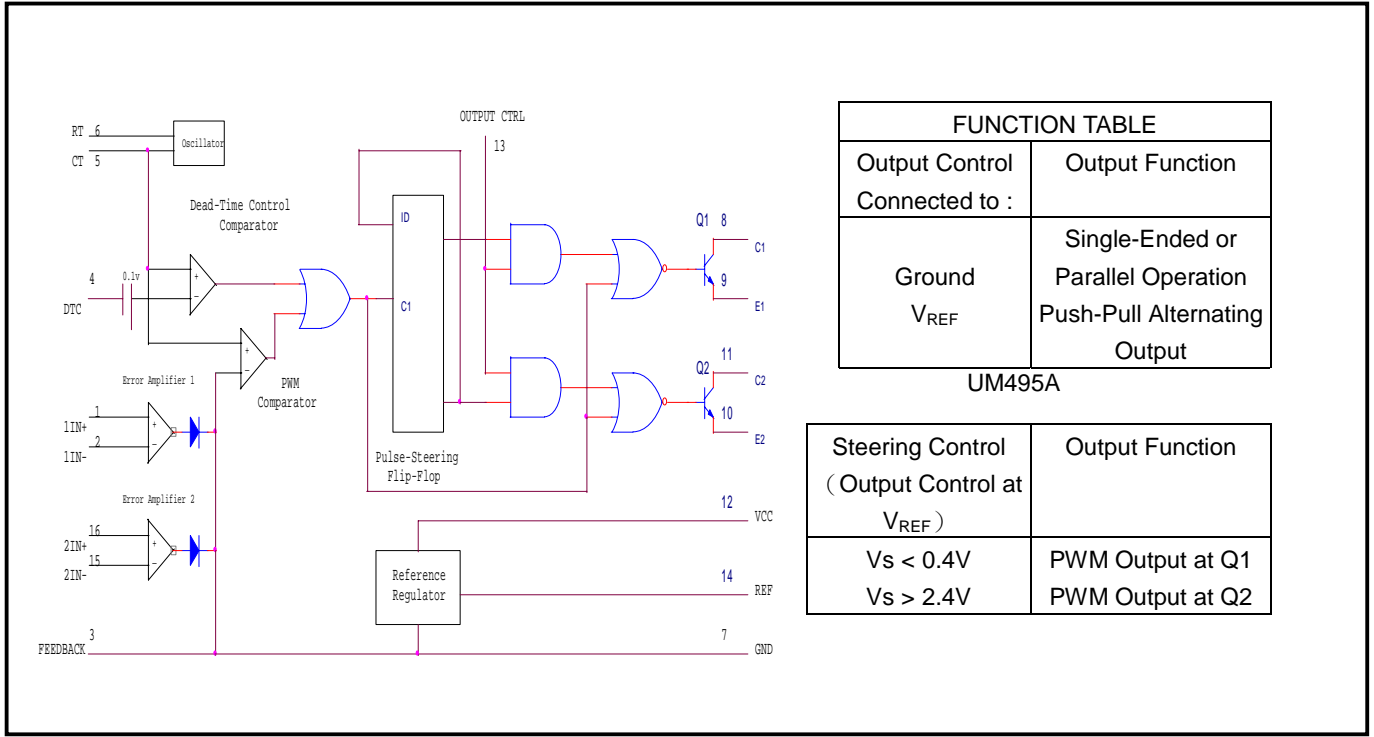 OUTPUT CTRL
13
RT 6
CT 5
Oscillator
Dead-Time Control
Comparator
ID
C1
4
0.1v
DTC
+
−
+
−
PWM
Comparator
Q1 8
C1
9
E1
11
Q2
C2
10
E2
Error Amplifier 1
1
1IN+
2
1IN-
+
−
Pulse-Steering
Flip-Flop
Error Amplifier 2
16
2IN+
15
2IN-
+
−
12
VCC
Reference
Regulator
14
REF
3
FEEDBACK
7
GND
FUNCTION TABLE
Output Control
Connected to :
Output Function
Ground
VREF
Single-Ended or
Parallel Operation
Push-Pull Alternating
Output
UM495A
Steering Control
（Output Control at
VREF）
Output Function
Vs < 0.4V
PWM Output at Q1
Vs > 2.4V
PWM Output at Q2